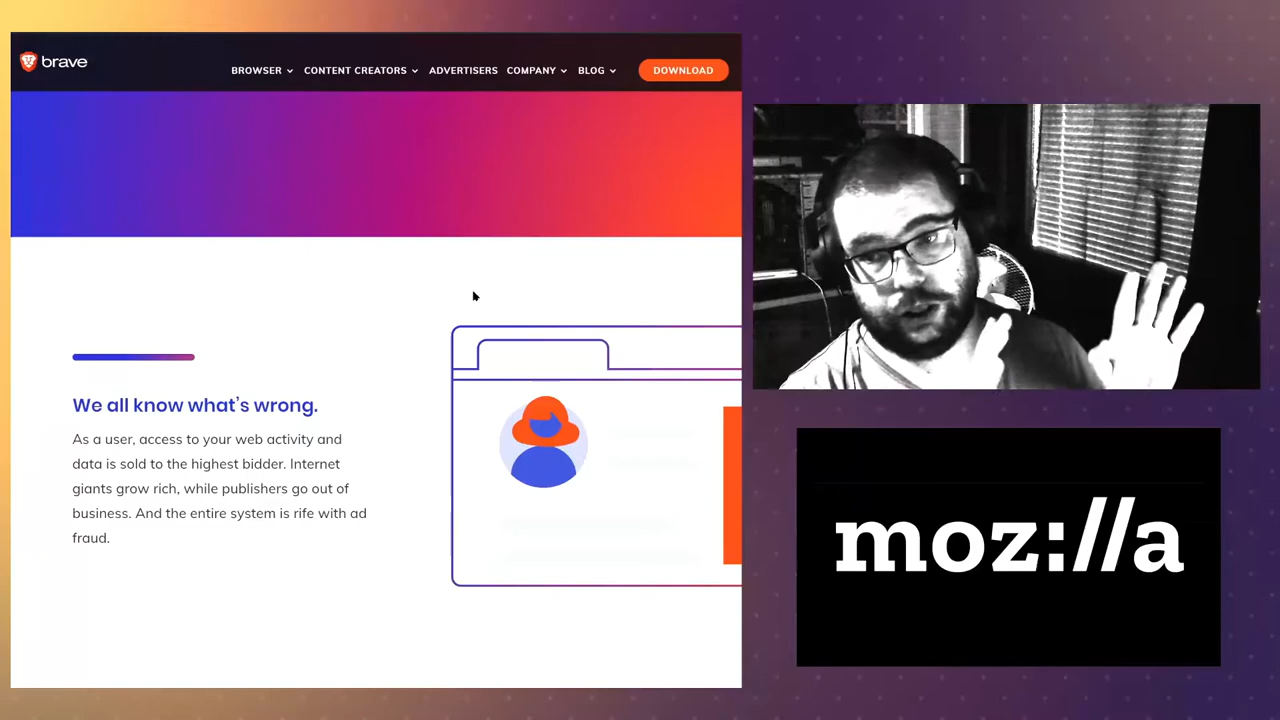 brave
BROWSER CONTENT CREATORS ADVERTISERS COMPANY BLOG DOWNLOAD
We all know what's wrong.
As a user, access to your web activity and
data is sold to the highest bidder. Internet
giants grow rich, while publishers go out of
business. And the entire system is rife with ad
fraud.
moz://a